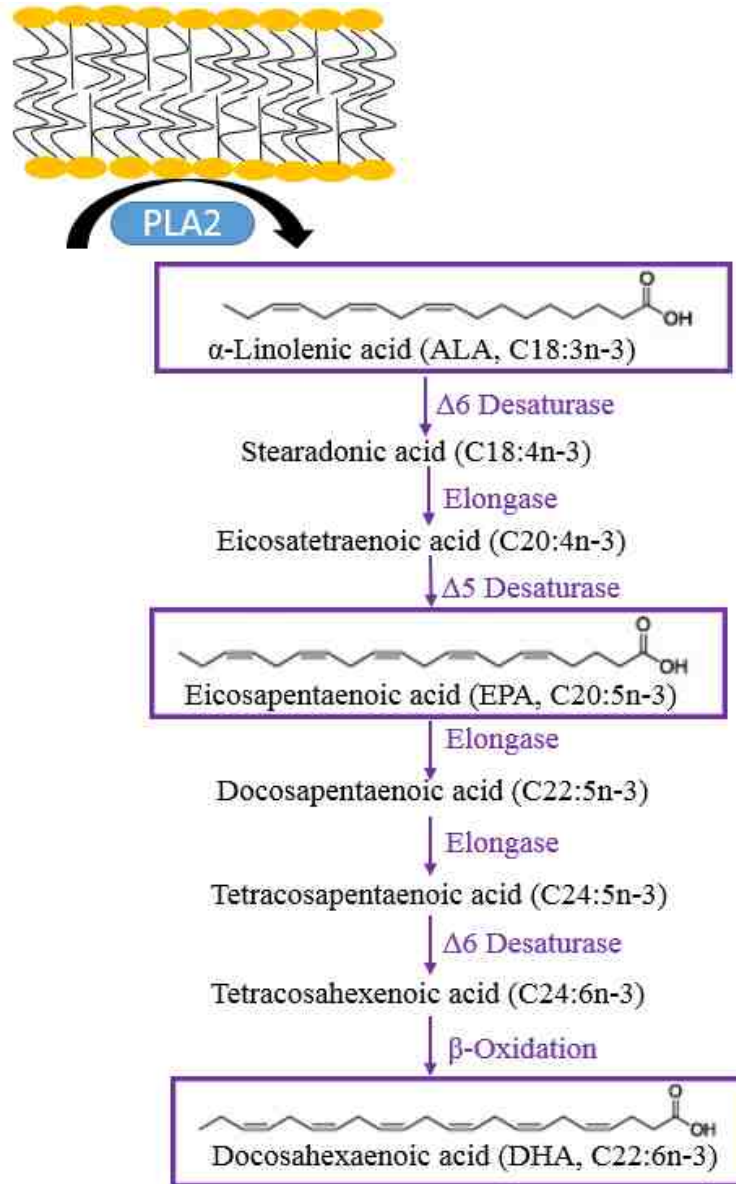 PLA2
O
OH
α-Linolenic acid (ALA, C18:3n-3)
Δ6 Desaturase
Stearadonic acid (C18:4n-3)
Elongase
Eicosatetraenoic acid (C20:4n-3)
Δ5 Desaturase
O
OH
Eicosapentaenoic acid (EPA, C20:5n-3)
Elongase
Docosapentaenoic acid (C22:5n-3)
Elongase
Tetracosapentaenoic acid (C24:5n-3)
Δ6 Desaturase
Tetracosahexenoic acid (C24:6n-3)
β-Oxidation
O
OH
Docosahexaenoic acid (DHA, C22:6n-3)